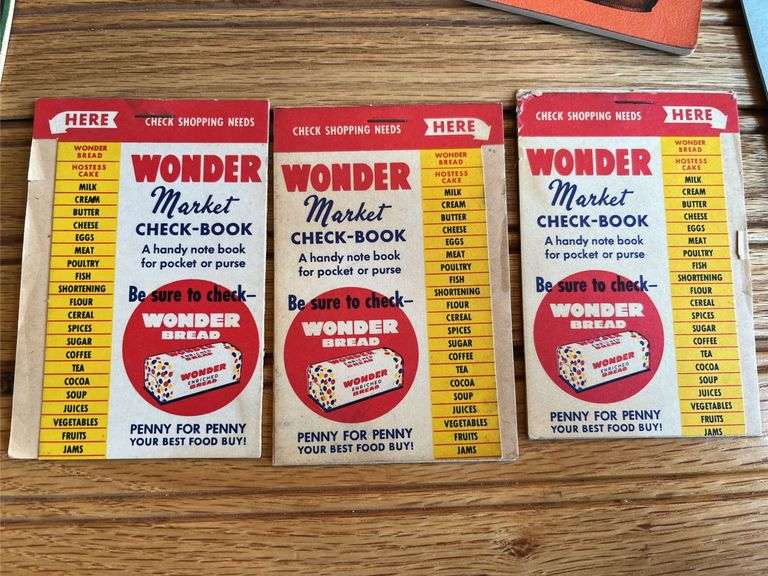 HERE CHECK SHOPPING NEEDS
WONDER
BREAD
HOSTESS
CAKE
MILK
CREAM
BUTTER
CHEESE
EGGS
MEAT
POULTRY
FISH
SHORTENING
FLOUR
CEREAL
SPICES
SUGAR
COFFEE
TEA
COCOA
SOUP
JUICES
VEGETABLES
FRUITS
JAMS
WONDER
Market
CHECK-BOOK
A handy note book
for pocket or purse
Be sure to check—
WONDER
BREAD
WONDER
ENRICHED
BREAD
PENNY FOR PENNY
YOUR BEST FOOD BUY!
CHECK SHOPPING NEEDS HERE
WONDER
Market
CHECK-BOOK
A handy note book
for pocket or purse
Be sure to check—
WONDER
BREAD
WONDER
ENRICHED
BREAD
PENNY FOR PENNY
YOUR BEST FOOD BUY!
WONDER
BREAD
HOSTESS
CAKE
MILK
CREAM
BUTTER
CHEESE
EGGS
MEAT
POULTRY
FISH
SHORTENING
FLOUR
CEREAL
SPICES
SUGAR
COFFEE
TEA
COCOA
SOUP
JUICES
VEGETABLES
FRUITS
JAMS
CHECK SHOPPING NEEDS HERE
WONDER
Market
CHECK-BOOK
A handy note book
for pocket or purse
Be sure to check—
WONDER
BREAD
WONDER
ENRICHED
BREAD
PENNY FOR PENNY
YOUR BEST FOOD BUY!
WONDER
BREAD
HOSTESS
CAKE
MILK
CREAM
BUTTER
CHEESE
EGGS
MEAT
POULTRY
FISH
SHORTENING
FLOUR
CEREAL
SPICES
SUGAR
COFFEE
TEA
COCOA
SOUP
JUICES
VEGETABLES
FRUITS
JAMS